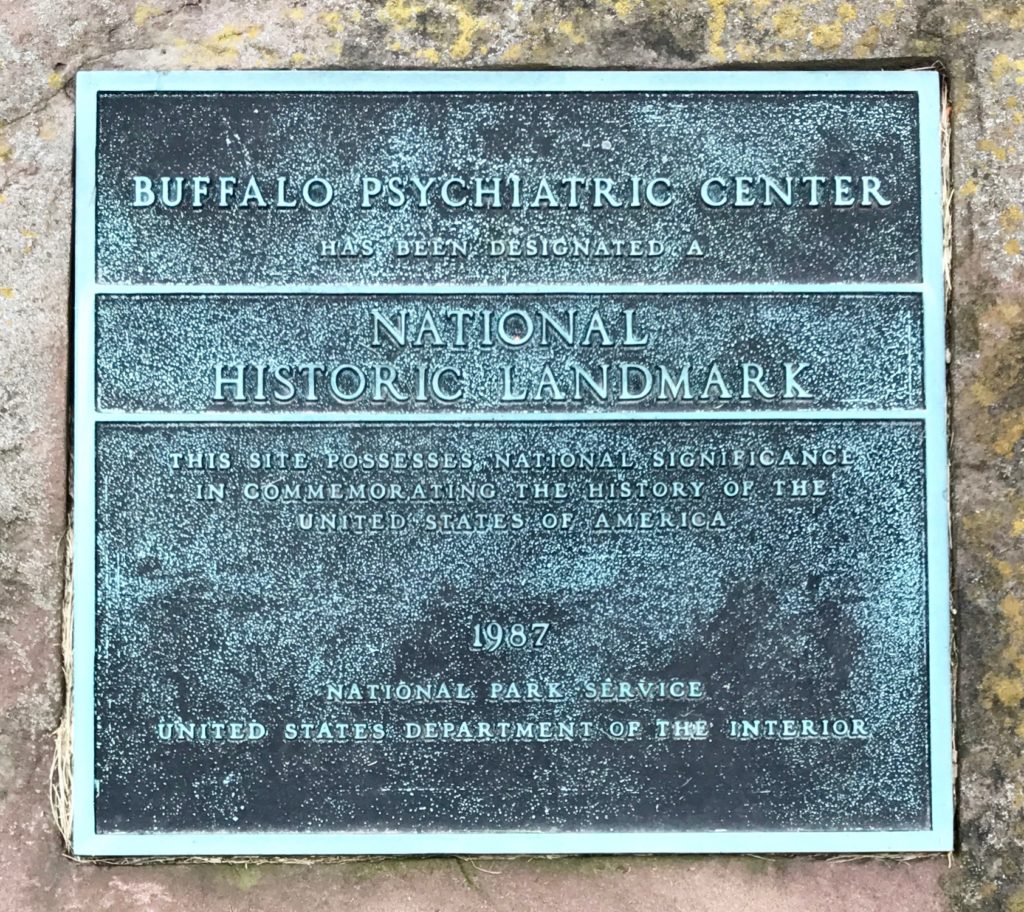 BUFFALO PSYCHIATRIC CENTER
HAS BEEN DESIGNATED A
NATIONAL
HISTORIC LANDMARK
THIS SITE POSSESSES NATIONAL SIGNIFICANCE
IN COMMEMORATING THE HISTORY OF THE
UNITED STATES OF AMERICA
1987
NATIONAL PARK SERVICE
UNITED STATES DEPARTMENT OF THE INTERIOR